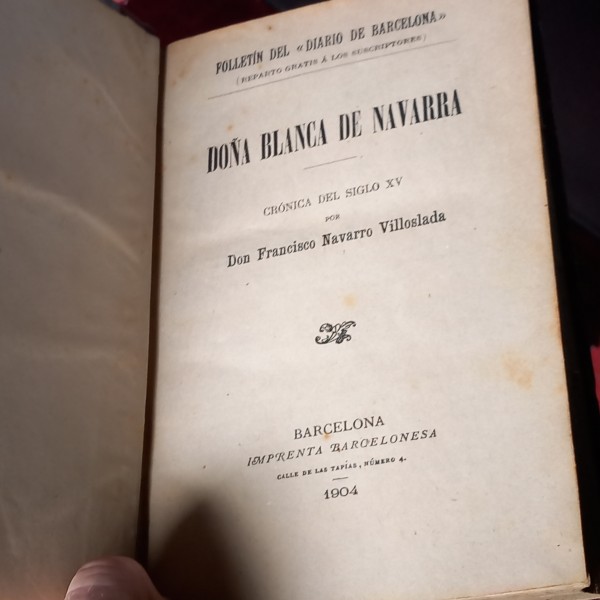 FOLLETÍN DEL «DIARIO DE BARCELONA»
(REPARTO GRATIS Á LOS SUSCRIPTORES)
DOÑA BLANCA DE NAVARRA
CRÓNICA DEL SIGLO XV
POR
Don Francisco Navarro Villoslada
BARCELONA
IMPRENTA BARCELONESA
CALLE DE LAS TAPIAS, NÚMERO 4.
1904